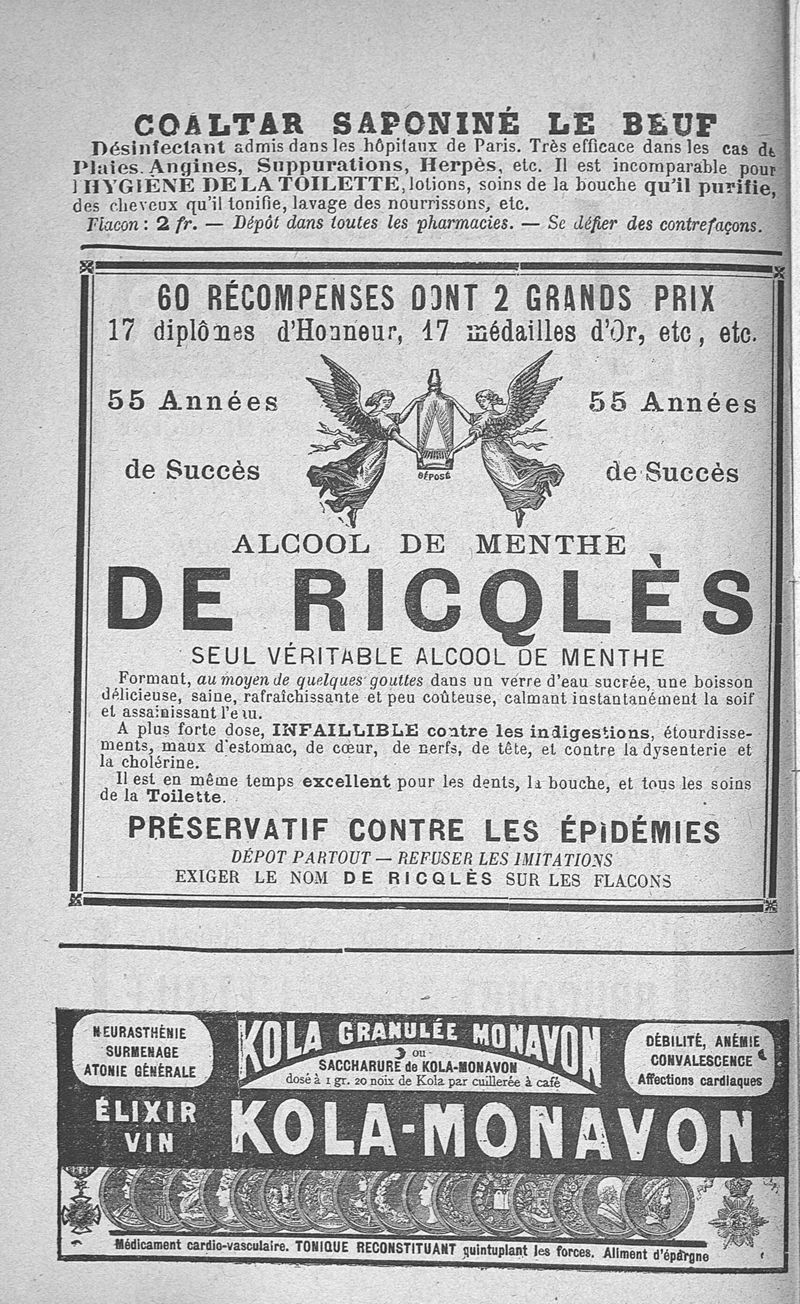 COALTAR SAPONINÉ LE BEUF
Désinfectant admis dans les hôpitaux de Paris. Très efficace dans les cas de
Plaies, Angines, Suppurations, Herpès, etc. Il est incomparable pour
l HYGIÈNE DE LA TOILETTE, lotions, soins de la bouche qu'il purifie,
des cheveux qu'il tonifie, lavage des nourrissons, etc.
Flacon : 2 fr. — Dépôt dans toutes les pharmacies. — Se défier des contrefaçons.
60 RÉCOMPENSES DONT 2 GRANDS PRIX
17 diplômes d'Honneur, 17 médailles d'Or, etc, etc.
55 Années
de Succès
DÉPOSÉ
55 Années
de Succès
ALCOOL DE MENTHE
DE RICQLÈS
SEUL VÉRITABLE ALCOOL DE MENTHE
Formant, au moyen de quelques gouttes dans un verre d'eau sucrée, une boisson
délicieuse, saine, rafraîchissante et peu coûteuse, calmant instantanément la soif
et assainissant l'eau.
A plus forte dose, INFAILLIBLE contre les indigestions, étourdisse-
ments, maux d'estomac, de cœur, de nerfs, de tête, et contre la dysenterie et
la cholérine.
Il est en même temps excellent pour les dents, la bouche, et tous les soins
de la Toilette.
PRÉSERVATIF CONTRE LES ÉPIDÉMIES
DÉPOT PARTOUT — REFUSER LES IMITATIONS
EXIGER LE NOM DE RICQLÈS SUR LES FLACONS
NEURASTHÉNIE
SURMENAGE
ATONIE GÉNÉRALE
KOLA GRANULÉE MONAVON
ou
SACCHARURE de KOLA-MONAVON
dosé à 1 gr. 20 noix de Kola par cuillerée à café
DÉBILITÉ, ANÉMIE
CONVALESCENCE
Affections cardiaques
ÉLIXIR
VIN
KOLA-MONAVON
Médicament cardio-vasculaire. TONIQUE RECONSTITUANT quintuplant les forces. Aliment d'épargne